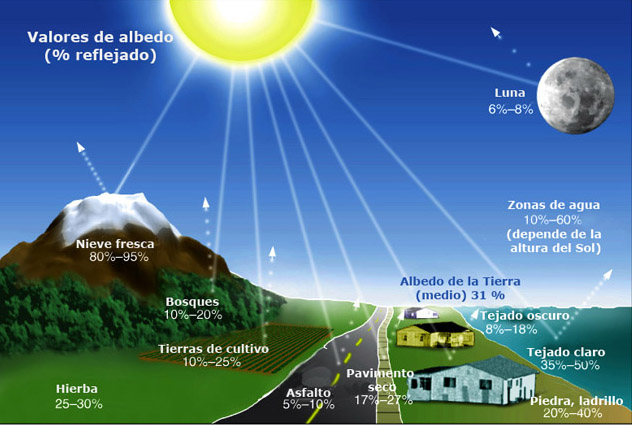 Valores de albedo
(% reflejado)
Luna
6%–8%
Zonas de agua
10%–60%
(depende de la
altura del Sol)
Nieve fresca
80%–95%
Albedo de la Tierra
(medio) 31 %
Bosques
10%–20%
Tejado oscuro
8%–18%
Tierras de cultivo
10%–25%
Tejado claro
35%–50%
Hierba
25–30%
Asfalto
5%–10%
Pavimento
seco
17%–27%
Piedra, ladrillo
20%–40%